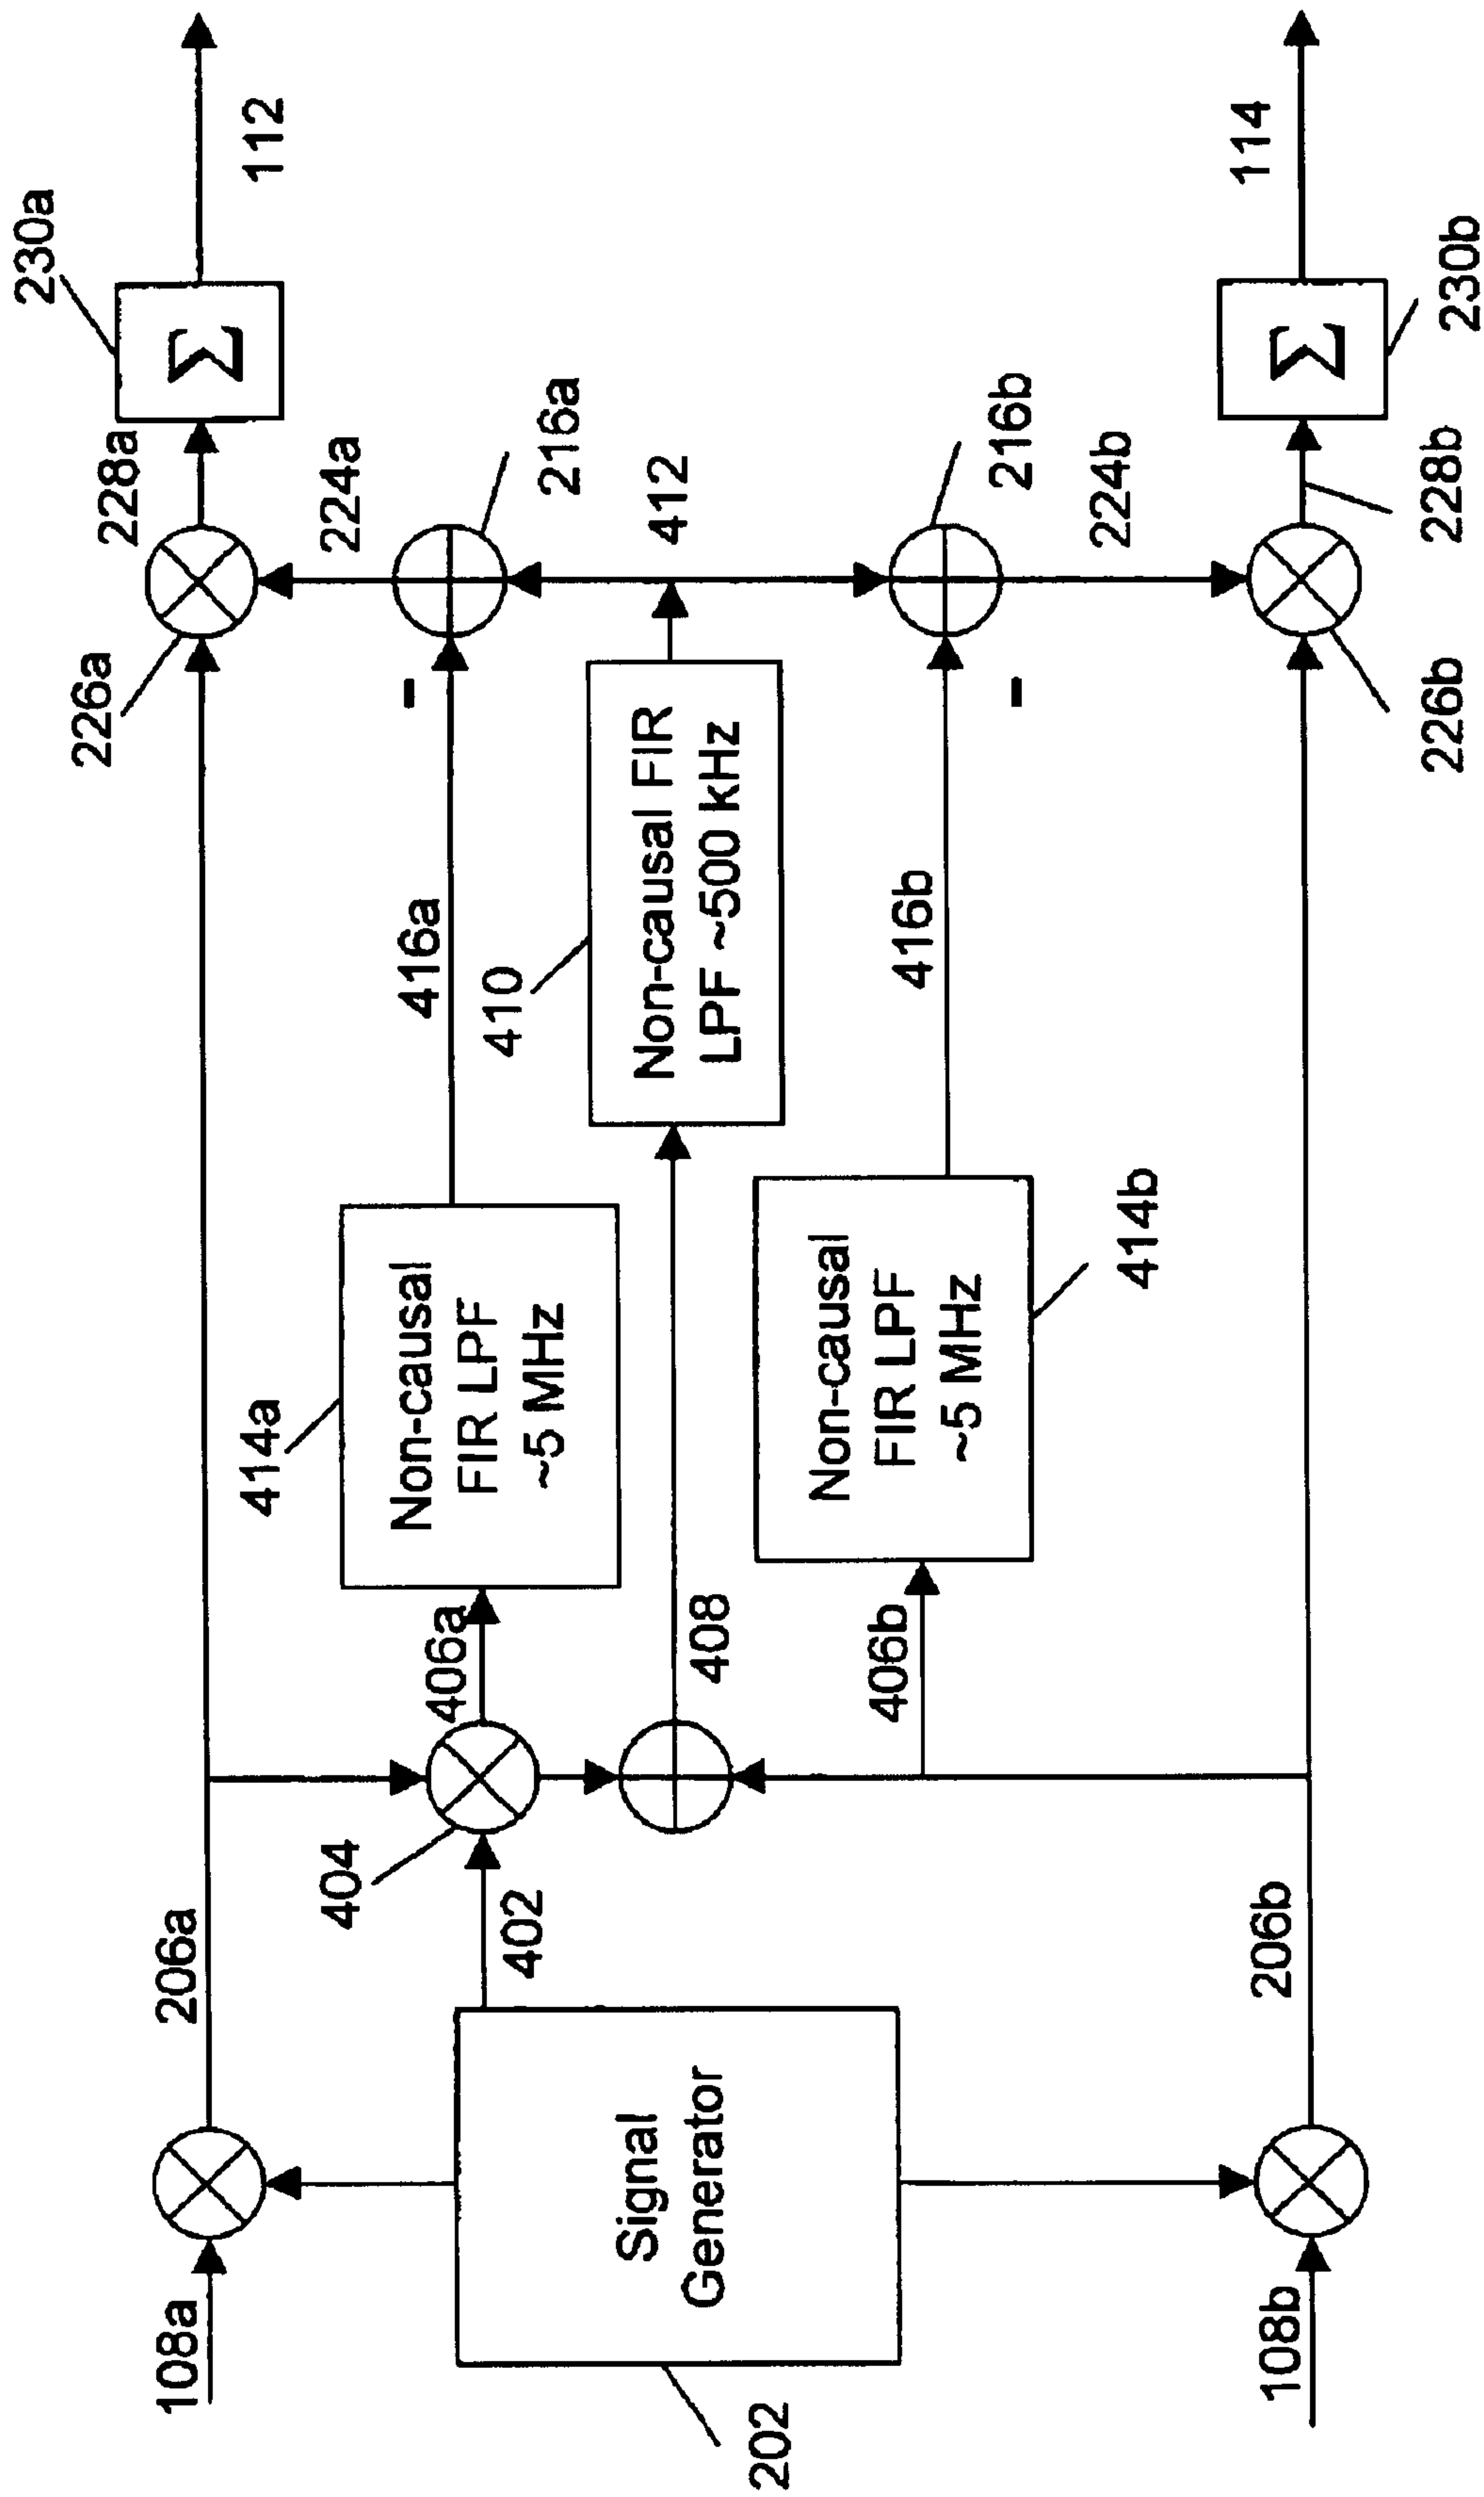 108a
206a
226a
228a
230a
Σ
112
404
414a
Non-causal
FIR LPF
~5 MHz
416a
-
224a
216a
402
406a
202
Signal
Generator
408
410
Non-causal FIR
LPF ~500 kHz
412
406b
Non-causal
FIR LPF
~5 MHz
414b
416b
-
216b
224b
108b
206b
226b
228b
230b
Σ
114